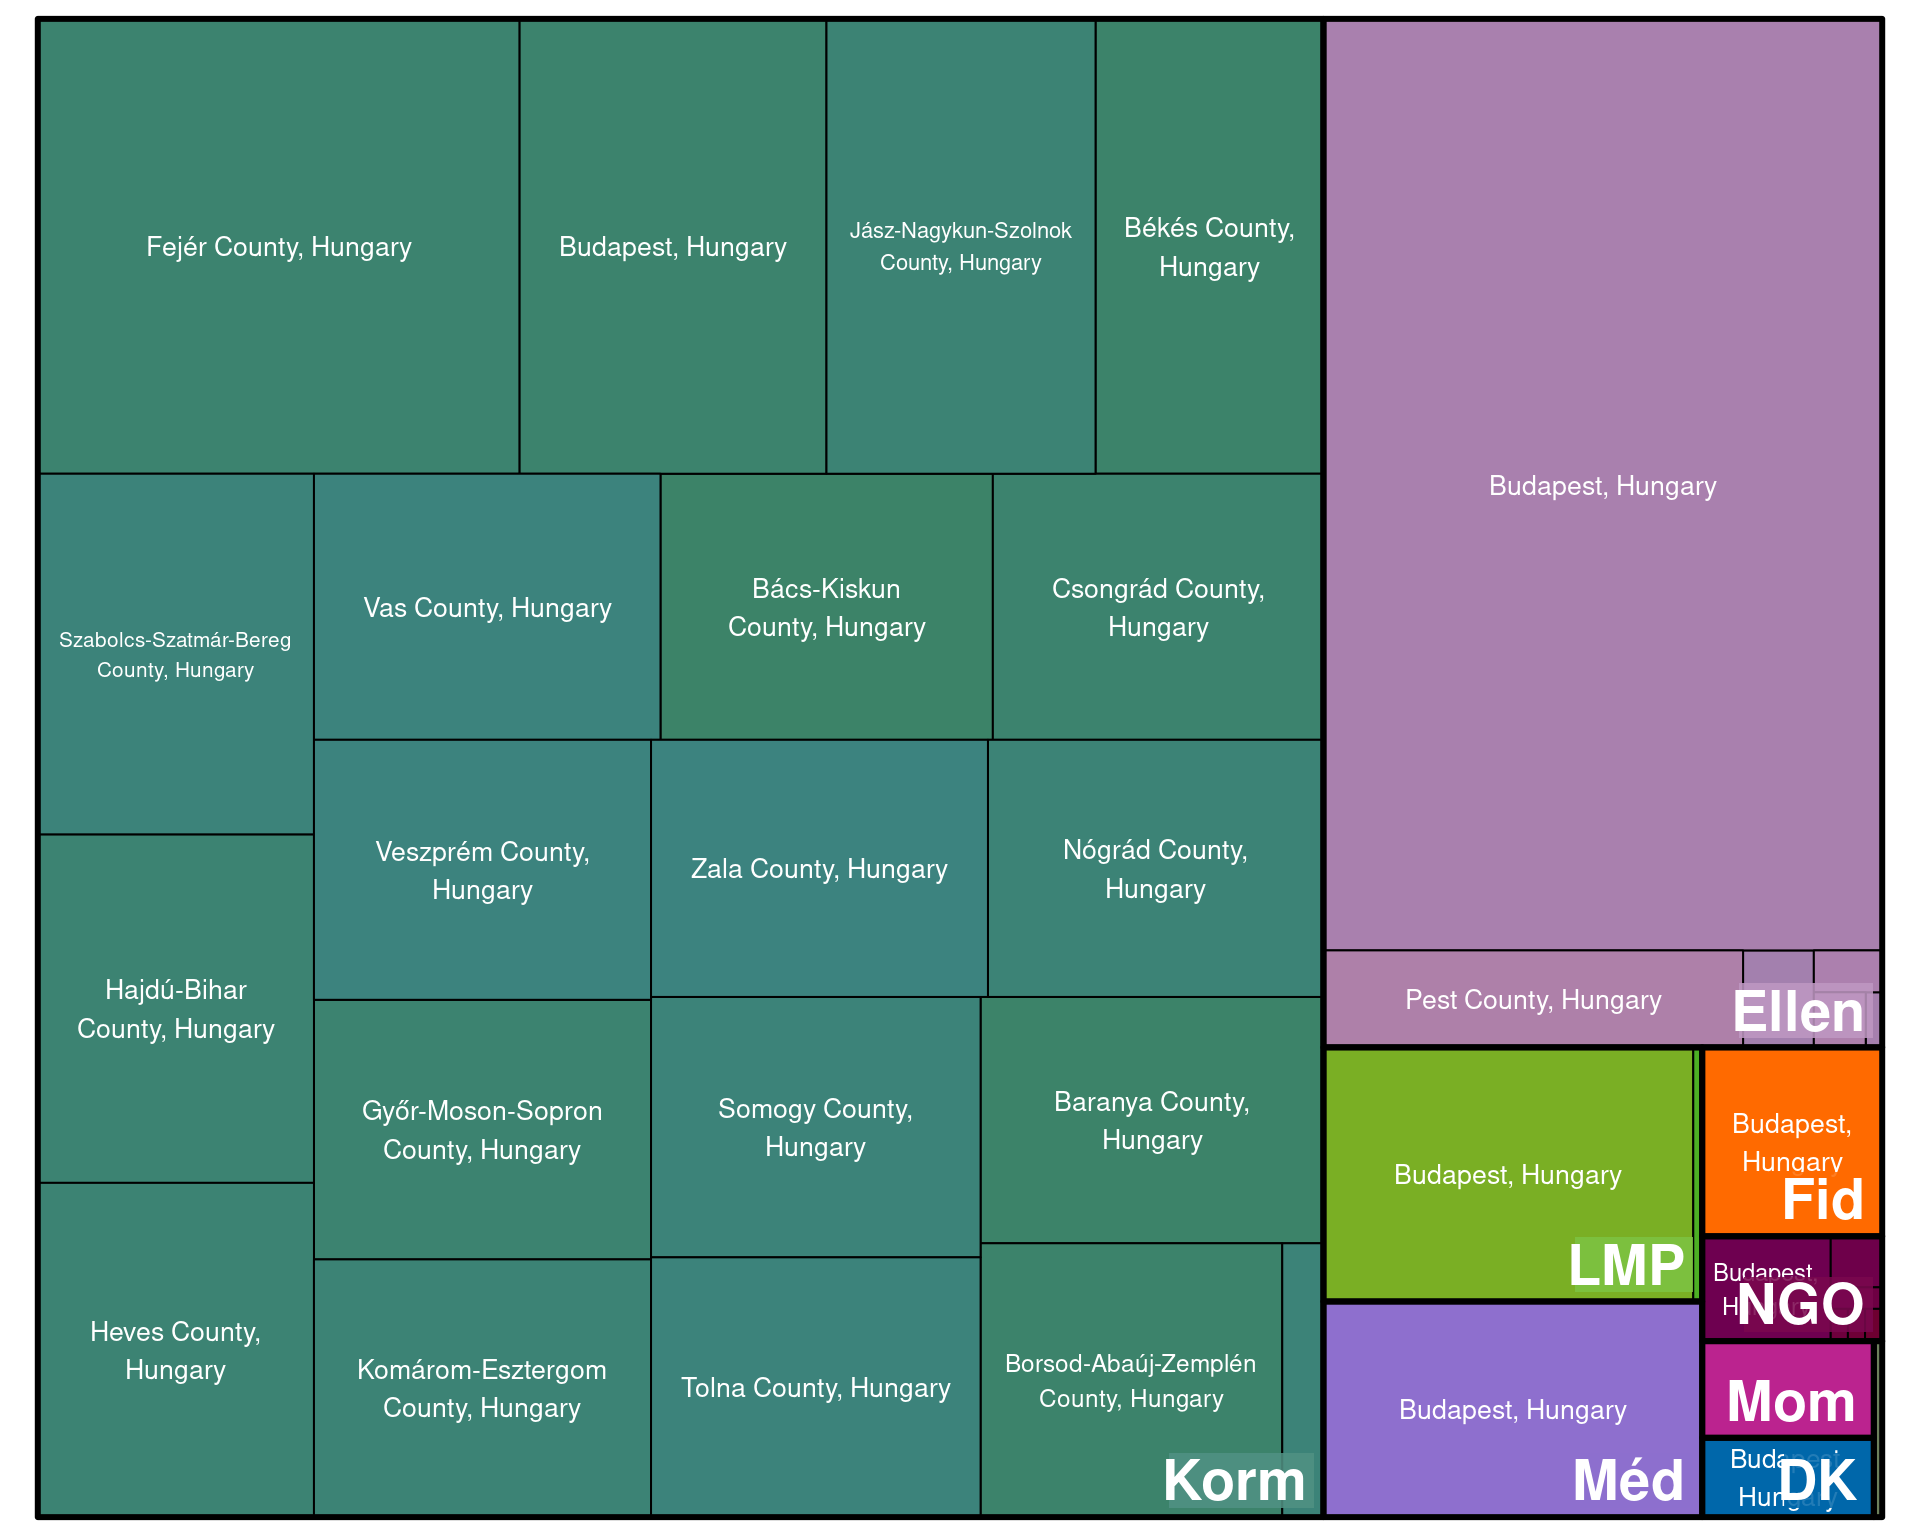 Fejér County, Hungary
Budapest, Hungary
Jász-Nagykun-Szolnok
County, Hungary
Békés County,
Hungary
Szabolcs-Szatmár-Bereg
County, Hungary
Vas County, Hungary
Bács-Kiskun
County, Hungary
Csongrád County,
Hungary
Veszprém County,
Hungary
Zala County, Hungary
Nógrád County,
Hungary
Hajdú-Bihar
County, Hungary
Győr-Moson-Sopron
County, Hungary
Somogy County,
Hungary
Baranya County,
Hungary
Heves County,
Hungary
Komárom-Esztergom
County, Hungary
Tolna County, Hungary
Borsod-Abaúj-Zemplén
County, Hungary
Korm
Budapest, Hungary
Pest County, Hungary
Ellen
Budapest, Hungary
LMP
Budapest, Hungary
Méd
Budapest,
Hungary
Fid
Budapest,
NGO
Mom
Budapest,
Hungary
DK